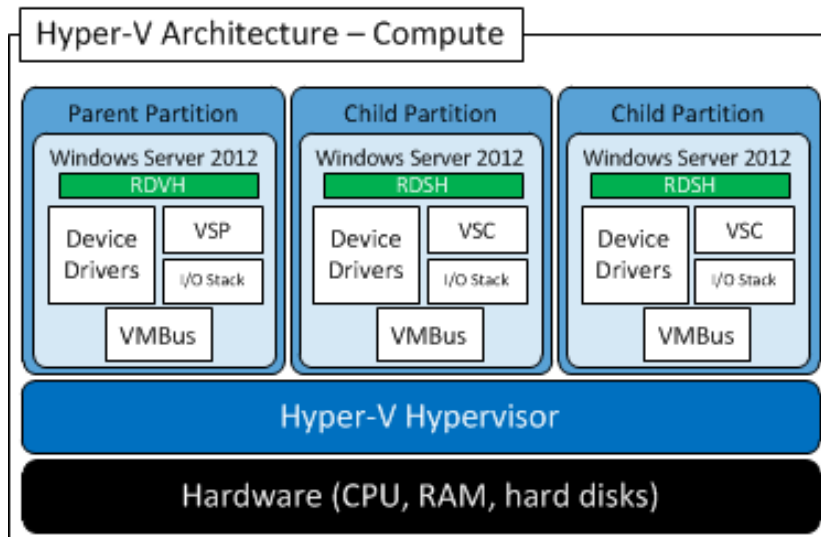 Hyper-V Architecture – Compute
Parent Partition
Windows Server 2012
RDVH
Device
Drivers
VSP
I/O Stack
VMBus
Child Partition
Windows Server 2012
RDSH
Device
Drivers
VSC
I/O Stack
VMBus
Child Partition
Windows Server 2012
RDSH
Device
Drivers
VSC
I/O Stack
VMBus
Hyper-V Hypervisor
Hardware (CPU, RAM, hard disks)